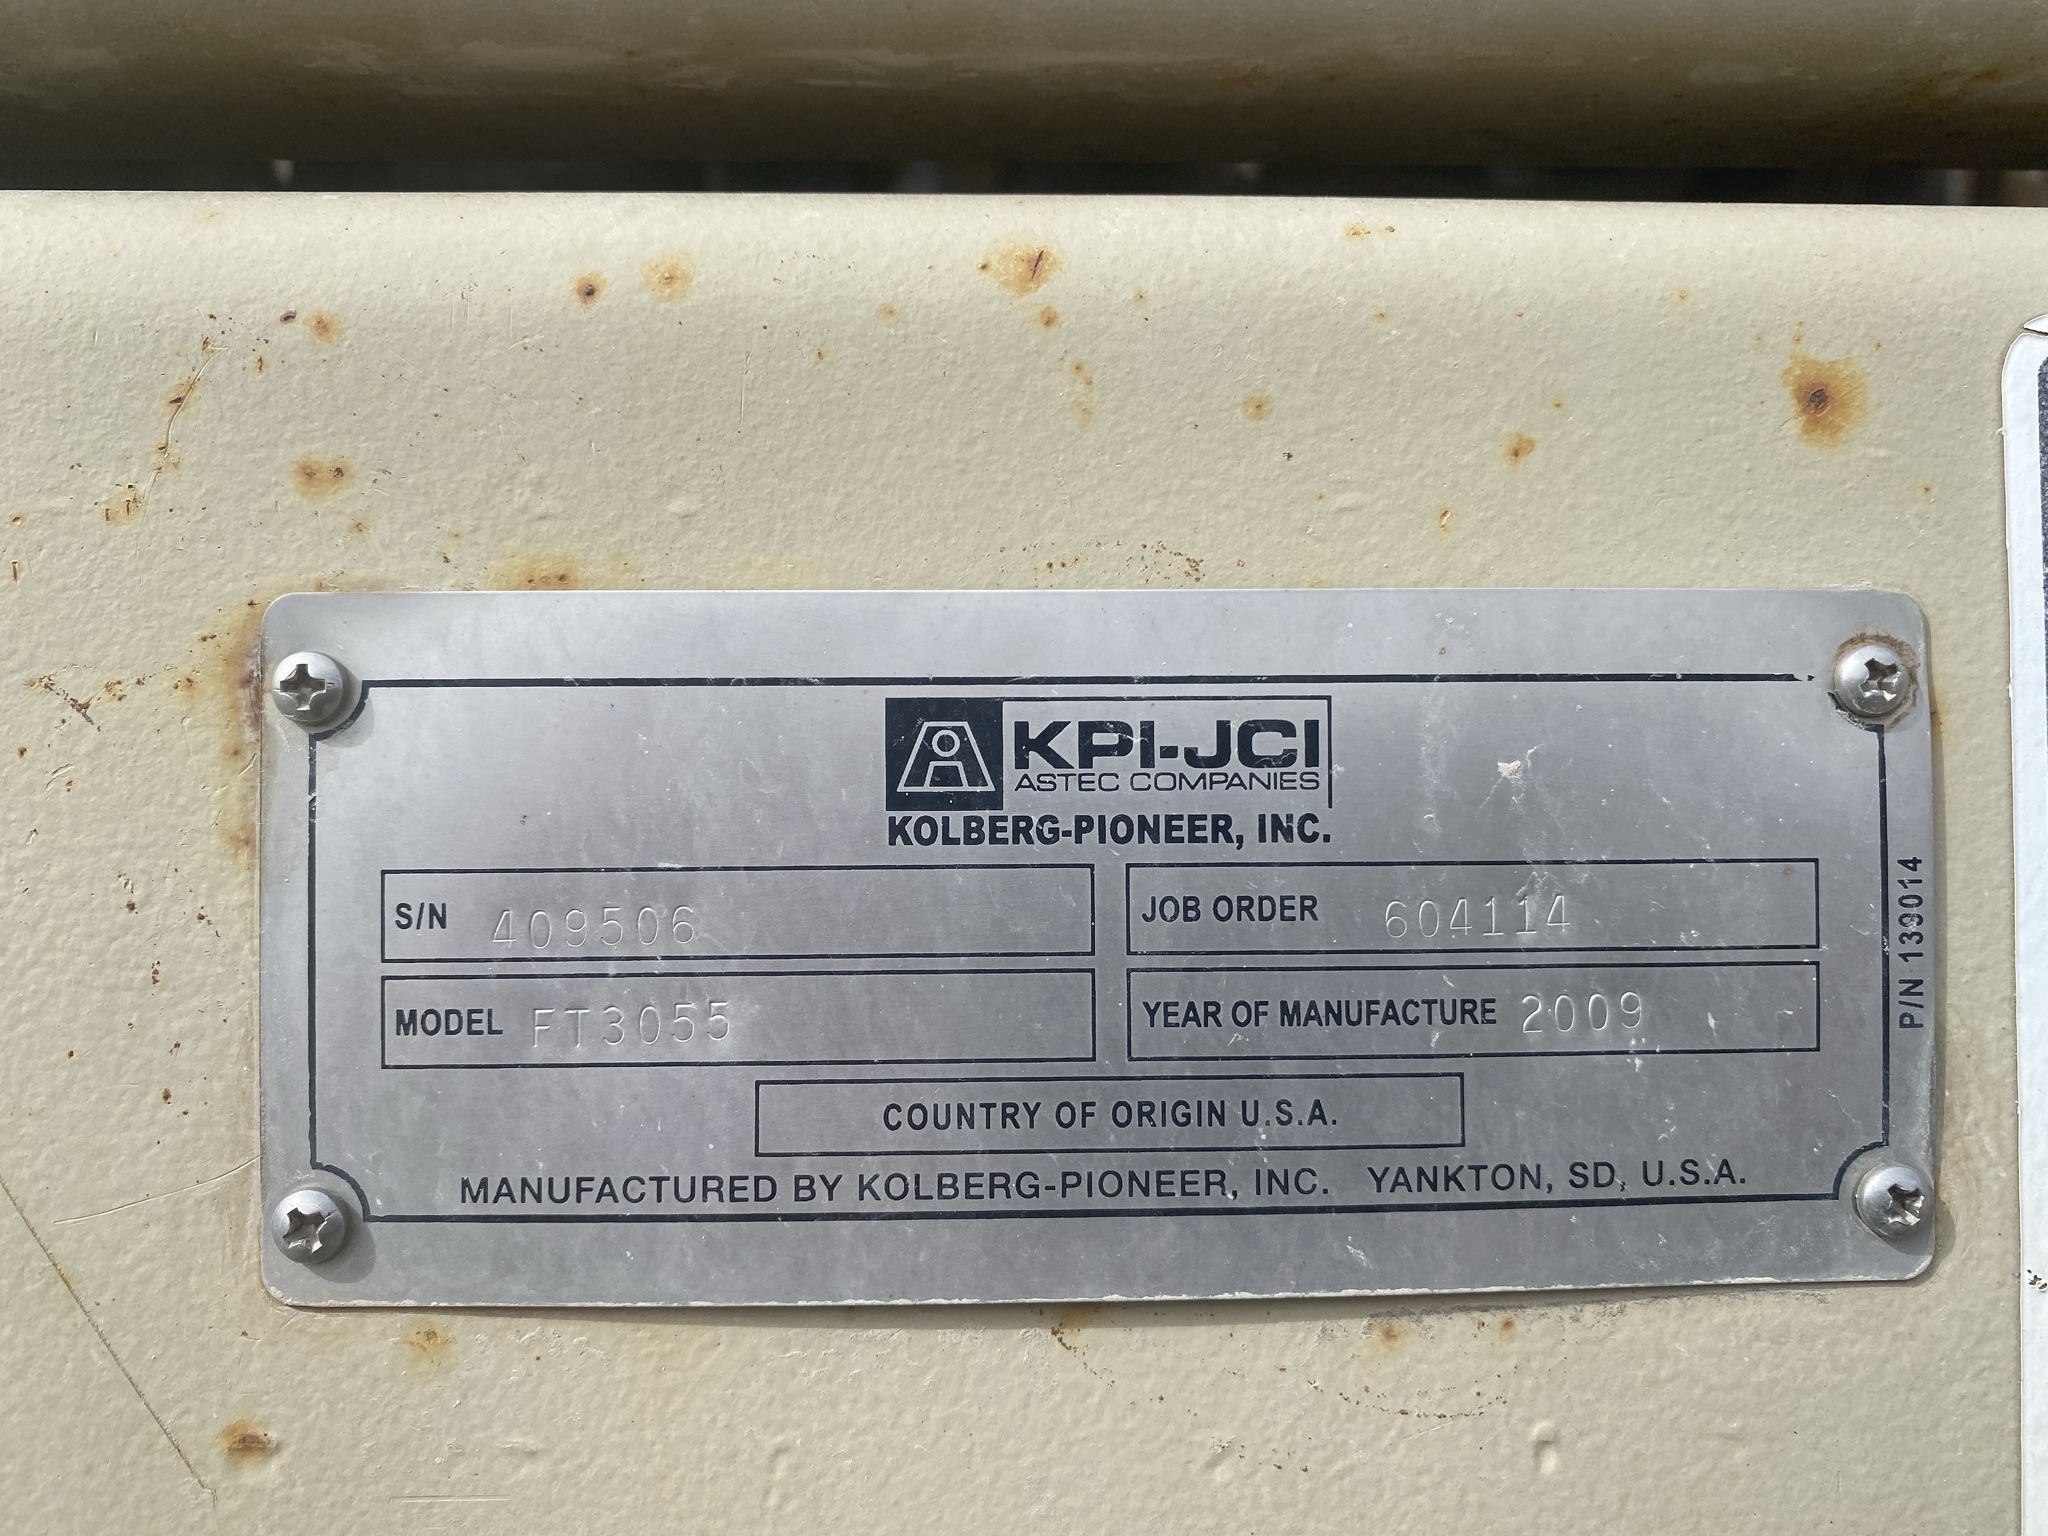 KPI-JCI
ASTEC COMPANIES
KOLBERG-PIONEER, INC.
S/N 409506
JOB ORDER 604114
MODEL FT3055
YEAR OF MANUFACTURE 2009
COUNTRY OF ORIGIN U.S.A.
MANUFACTURED BY KOLBERG-PIONEER, INC. YANKTON, SD, U.S.A.
P/N 139014